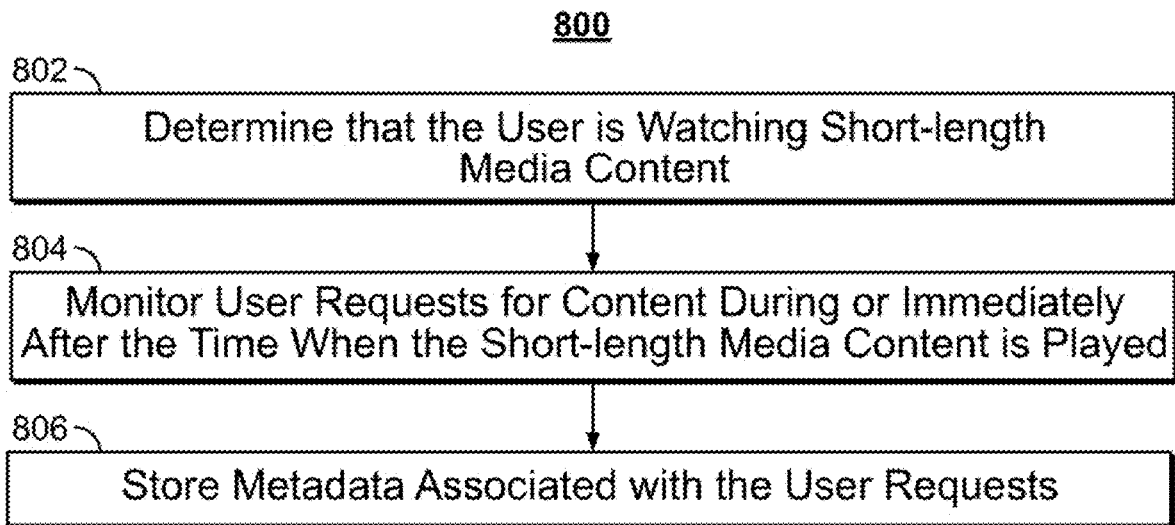 800
802
Determine that the User is Watching Short-length
Media Content
804
Monitor User Requests for Content During or Immediately
After the Time When the Short-length Media Content is Played
806
Store Metadata Associated with the User Requests